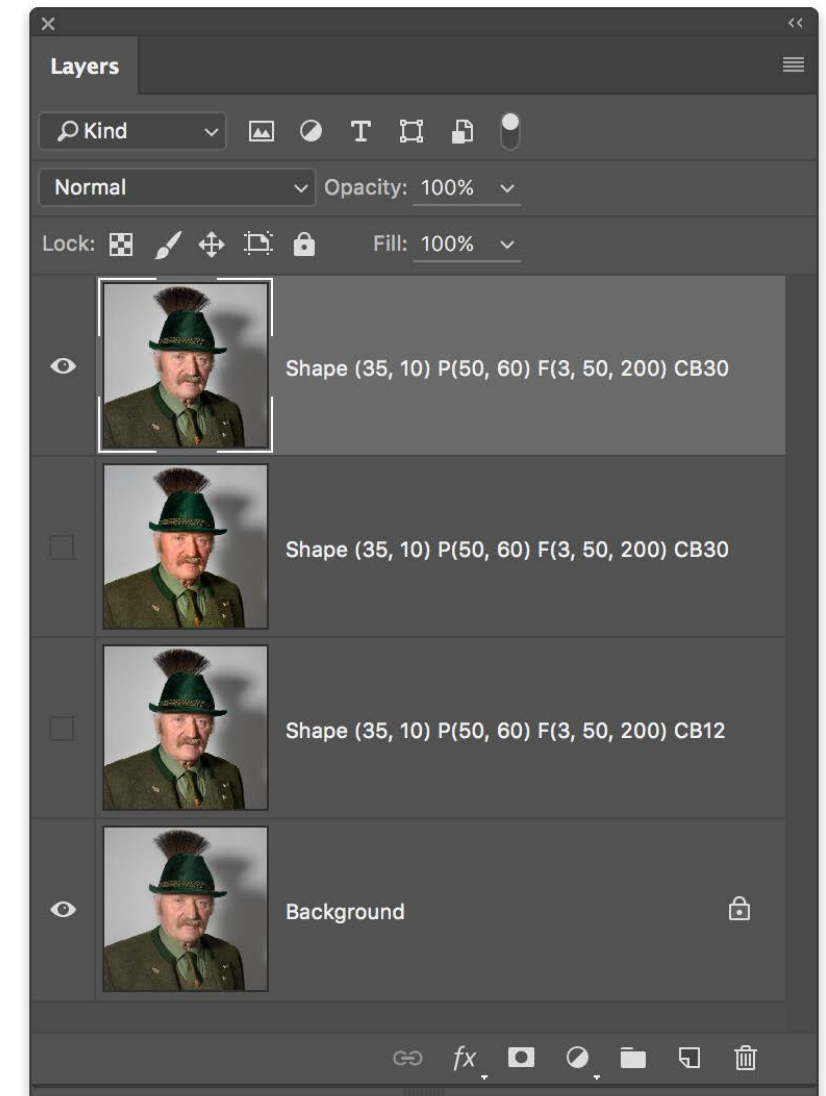 Layers
Kind
Normal Opacity: 100%
Lock: Fill: 100%
Shape (35, 10) P(50, 60) F(3, 50, 200) CB30
Shape (35, 10) P(50, 60) F(3, 50, 200) CB30
Shape (35, 10) P(50, 60) F(3, 50, 200) CB12
Background
fx